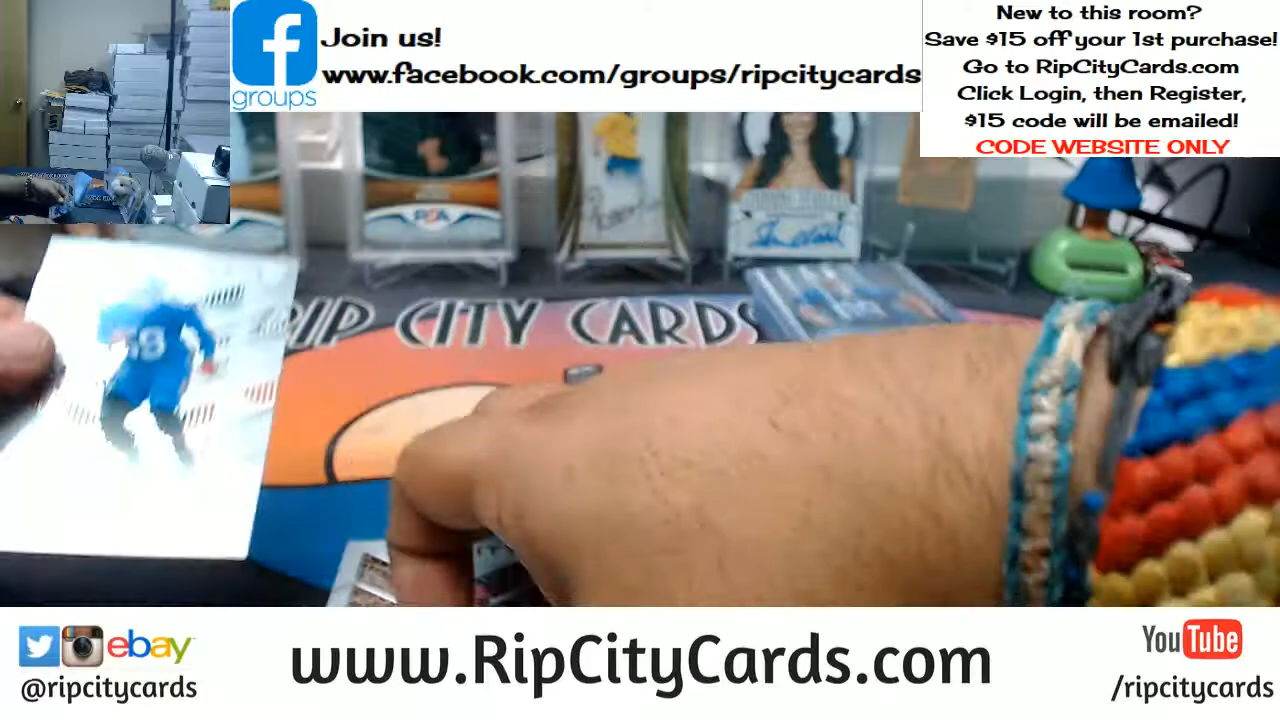 groups
Join us!
www.facebook.com/groups/ripcitycards
New to this room?
Save $15 off your 1st purchase!
Go to RipCityCards.com
Click Login, then Register,
$15 code will be emailed!
CODE WEBSITE ONLY
PSA
RIP CITY CARDS
58
ebay
@ripcitycards
www.RipCityCards.com
YouTube
/ripcitycards